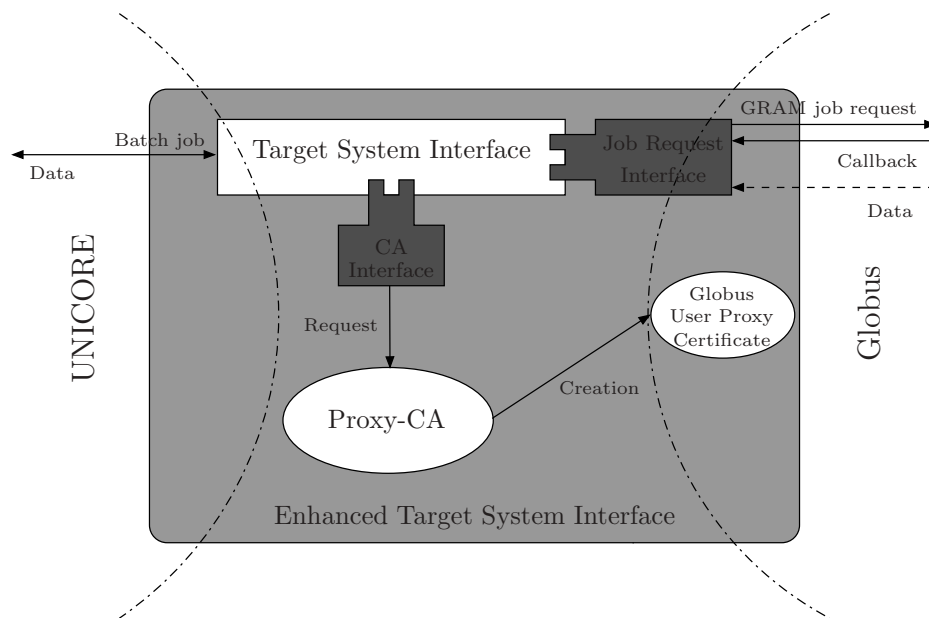 GRAM job request
Batch job
Target System Interface
Job Request
Interface
Callback
Data
Data
CA
Interface
UNICORE
Globus
Globus
User Proxy
Certificate
Request
Creation
Proxy-CA
Enhanced Target System Interface